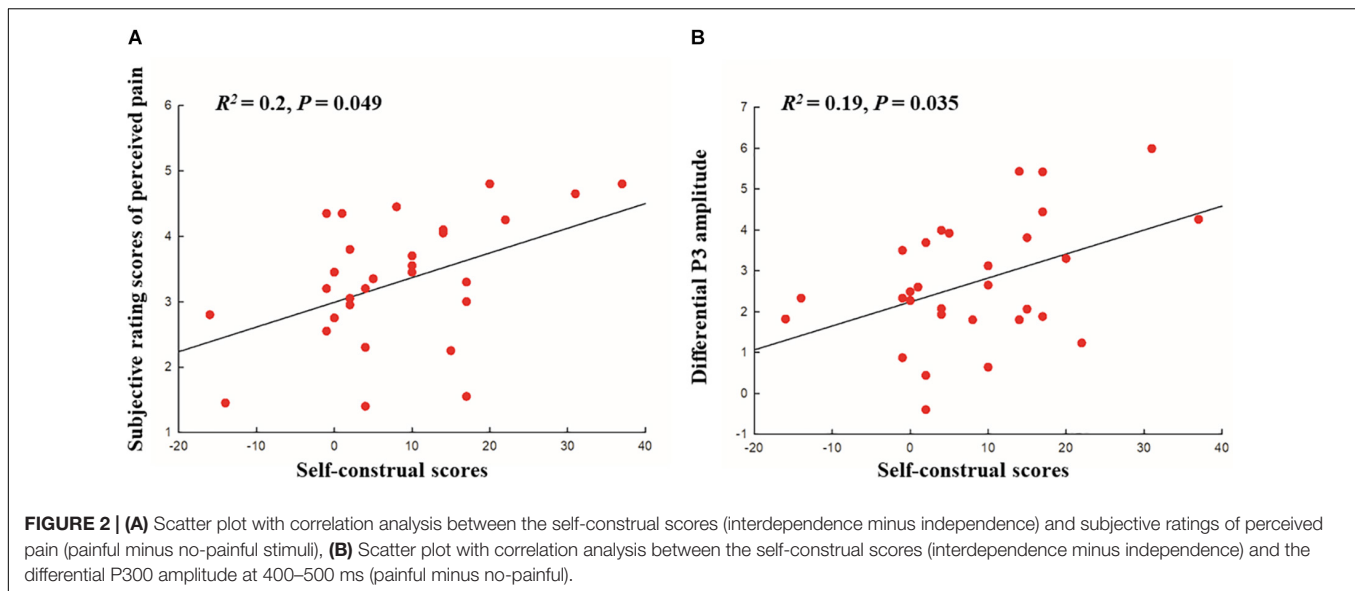 A
B
R² = 0.2, P = 0.049
R² = 0.19, P = 0.035
Subjective rating scores of perceived pain
6
5
4
3
2
1
-20
-10
0
10
20
30
40
Self-construal scores
Differential P3 amplitude
7
6
5
4
3
2
1
0
-1
-20
-10
0
10
20
30
40
Self-construal scores
FIGURE 2 | (A) Scatter plot with correlation analysis between the self-construal scores (interdependence minus independence) and subjective ratings of perceived
pain (painful minus no-painful stimuli), (B) Scatter plot with correlation analysis between the self-construal scores (interdependence minus independence) and the
differential P300 amplitude at 400–500 ms (painful minus no-painful).